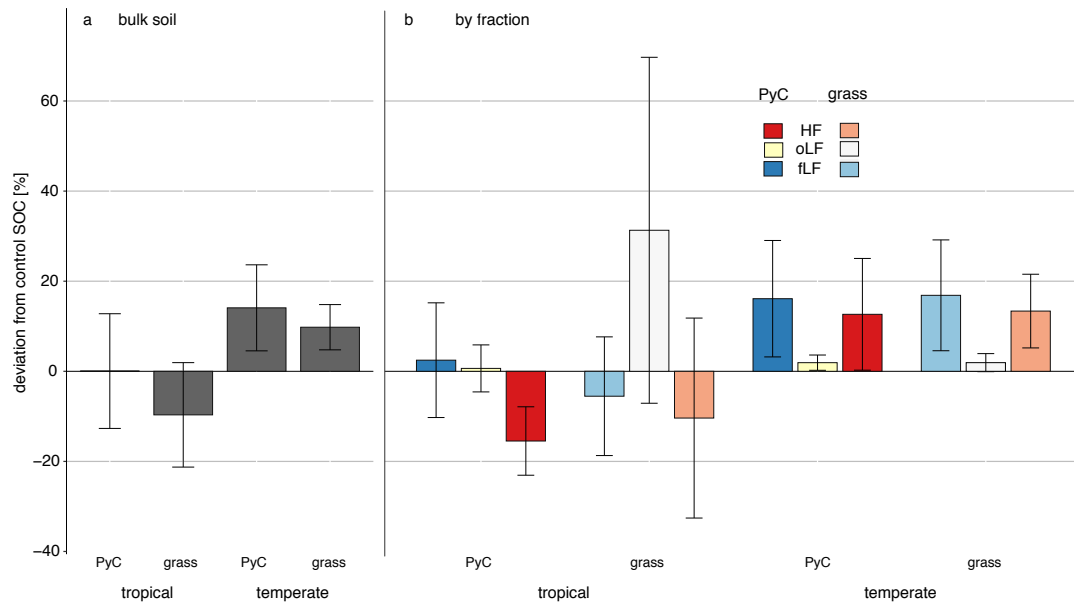 a bulk soil
b by fraction
PyC grass
HF
oLF
fLF
deviation from control SOC [%]
60
40
20
0
−20
−40
PyC grass PyC grass PyC grass PyC grass
tropical temperate tropical temperate